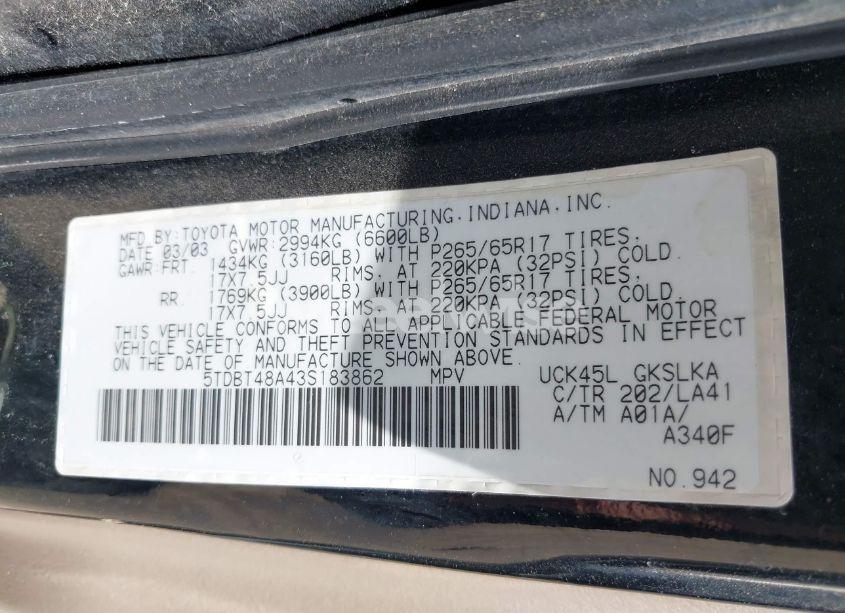 MFD.BY:TOYOTA MOTOR MANUFACTURING.INDIANA.INC.
DATE 03/03 GVWR:2994KG (6600LB)
GAWR:FRT. 1434KG (3160LB) WITH P265/65R17 TIRES.
17X7.5JJ RIMS. AT 220KPA (32PSI) COLD.
RR. 1769KG (3900LB) WITH P265/65R17 TIRES.
17X7.5JJ RIMS. AT 220KPA (32PSI) COLD.
THIS VEHICLE CONFORMS TO ALL APPLICABLE FEDERAL MOTOR
VEHICLE SAFETY AND THEFT PREVENTION STANDARDS IN EFFECT
ON THE DATE OF MANUFACTURE SHOWN ABOVE.
5TDBT48A43S183862 MPV UCK45L GKSLKA
C/TR 202/LA41
A/TM A01A/
A340F
NO.942